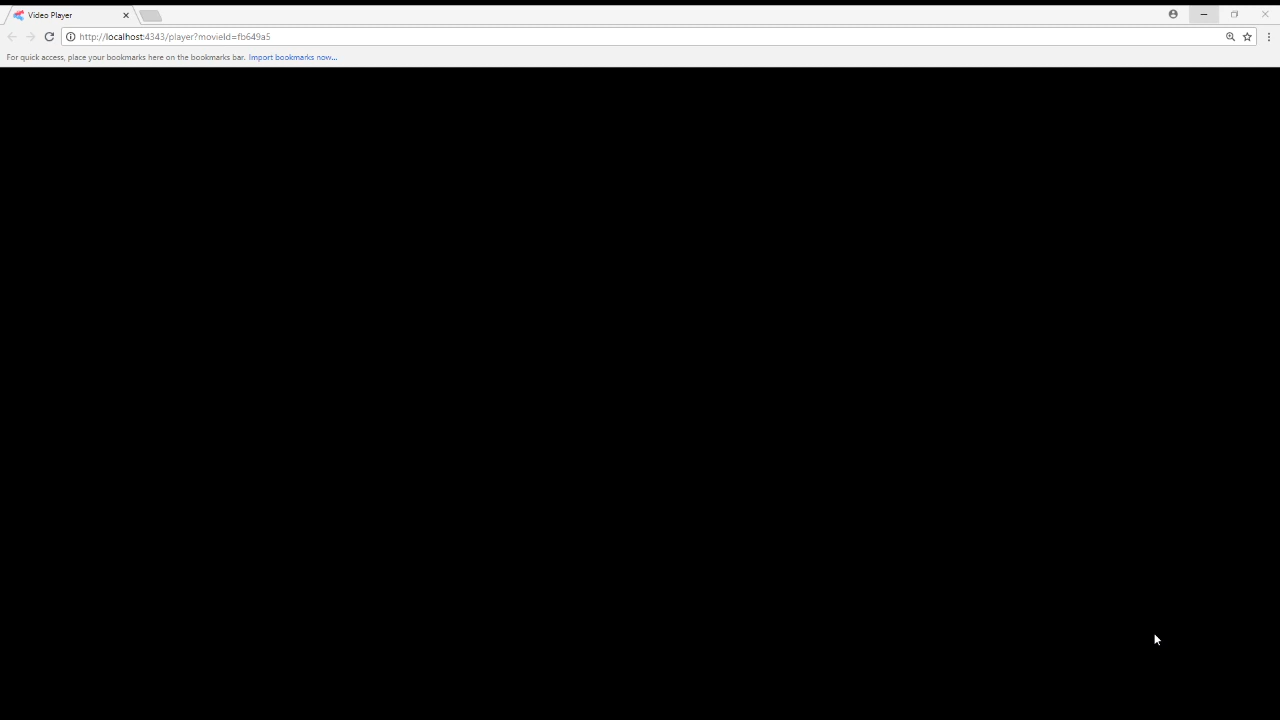 Video Player
http://localhost:4343/player?movieId=fb649a5
For quick access, place your bookmarks here on the bookmarks bar. Import bookmarks now...